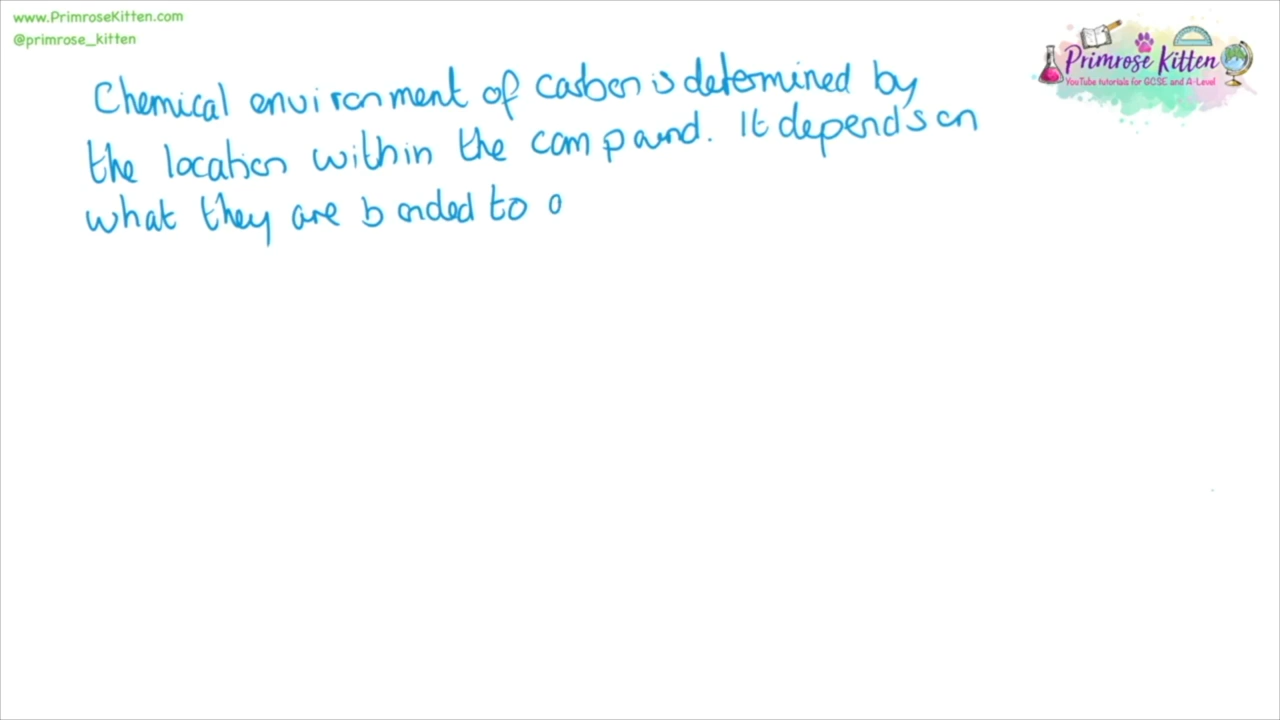 www.PrimroseKitten.com
@primrose_kitten
Primrose Kitten
YouTube tutorials for GCSE and A-Level
Chemical environment of carbon is determined by
the location within the compound. It depends on
what they are bonded to a